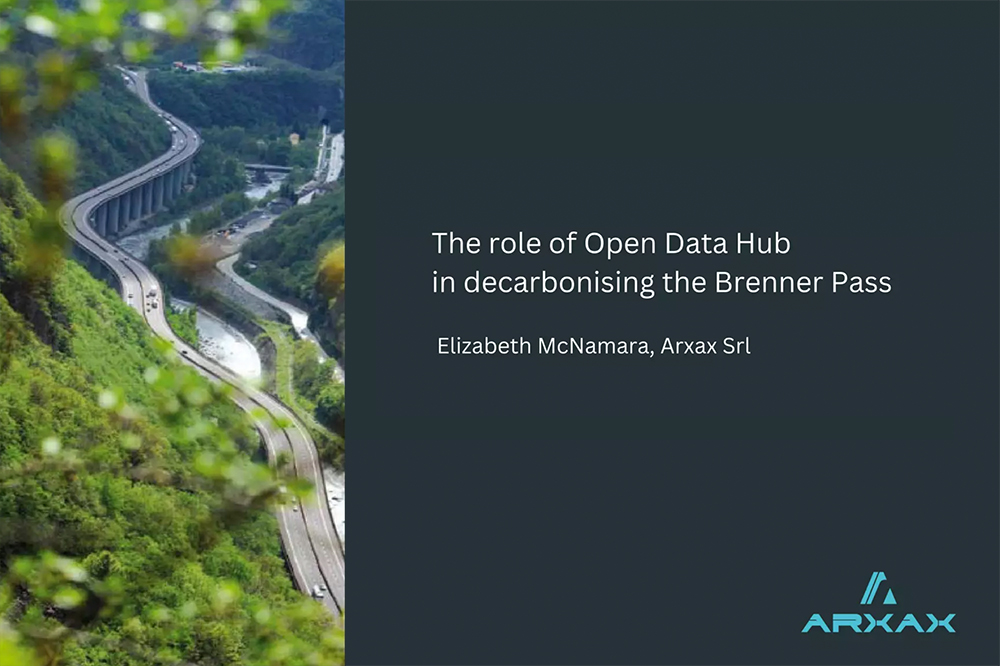 The role of Open Data Hub
in decarbonising the Brenner Pass
Elizabeth McNamara, Arxax Srl
ARXAX